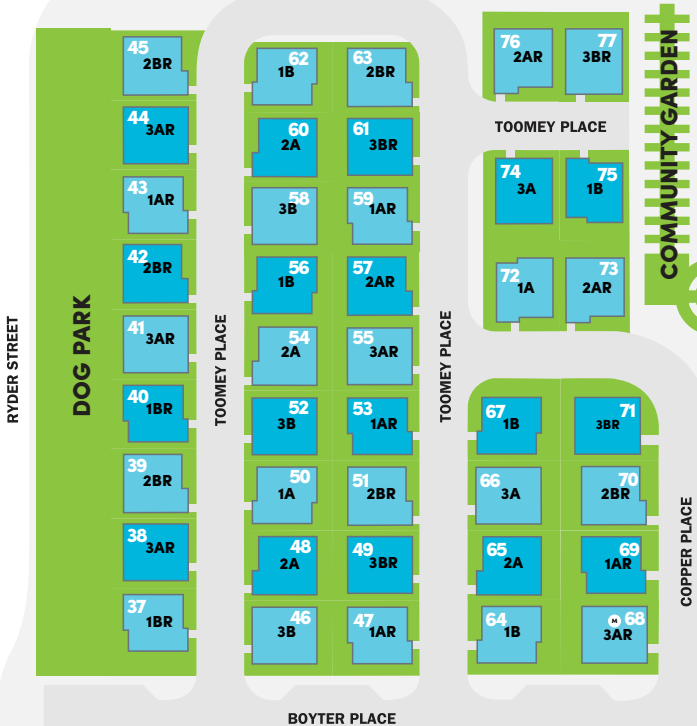 45
2BR
44
3AR
43
1AR
42
2BR
41
3AR
40
1BR
39
2BR
38
3AR
37
1BR
62
1B
63
2BR
60
2A
61
3BR
58
3B
59
1AR
56
1B
57
2AR
54
2A
55
3AR
52
3B
53
1AR
50
1A
51
2BR
48
2A
49
3BR
46
3B
47
1AR
76
2AR
77
3BR
TOOMEY PLACE
74
3A
75
1B
72
1A
73
2AR
67
1B
71
3BR
66
3A
70
2BR
65
2A
69
1AR
64
1B
M 68
3AR
RYDER STREET
DOG PARK
TOOMEY PLACE
TOOMEY PLACE
COMMUNITY GARDEN
COPPER PLACE
BOYTER PLACE